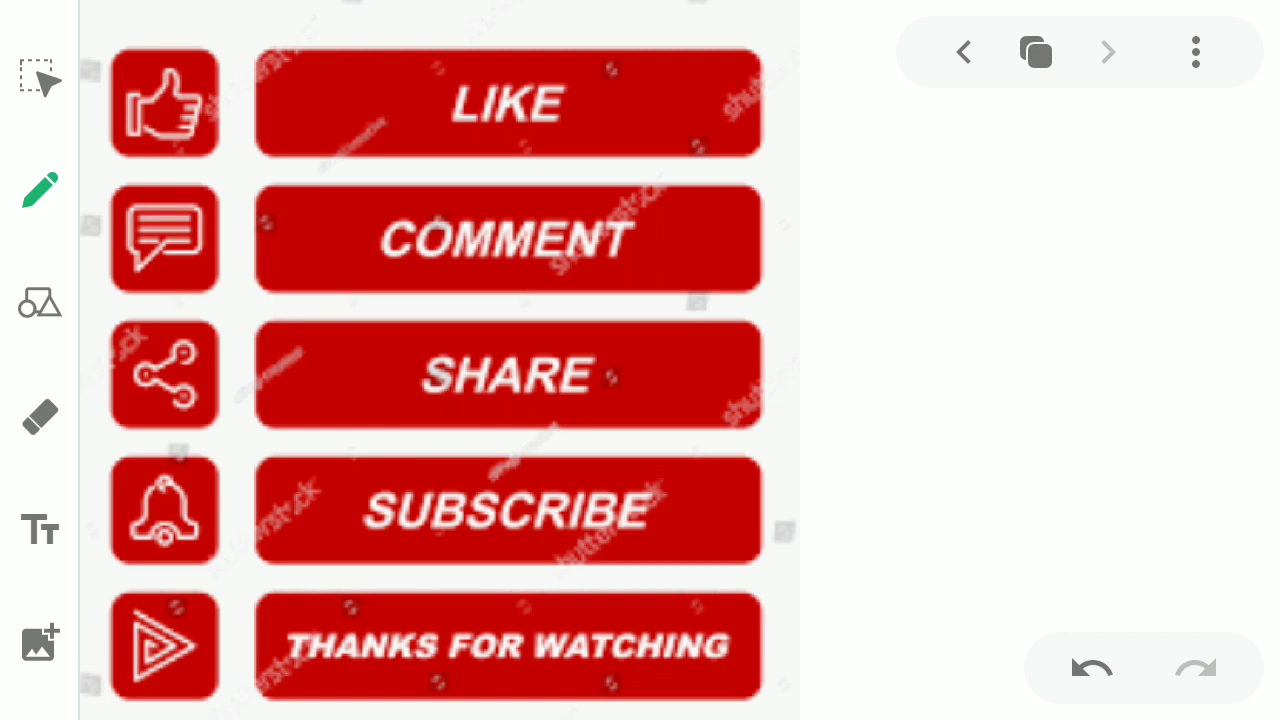 LIKE
COMMENT
SHARE
SUBSCRIBE
THANKS FOR WATCHING